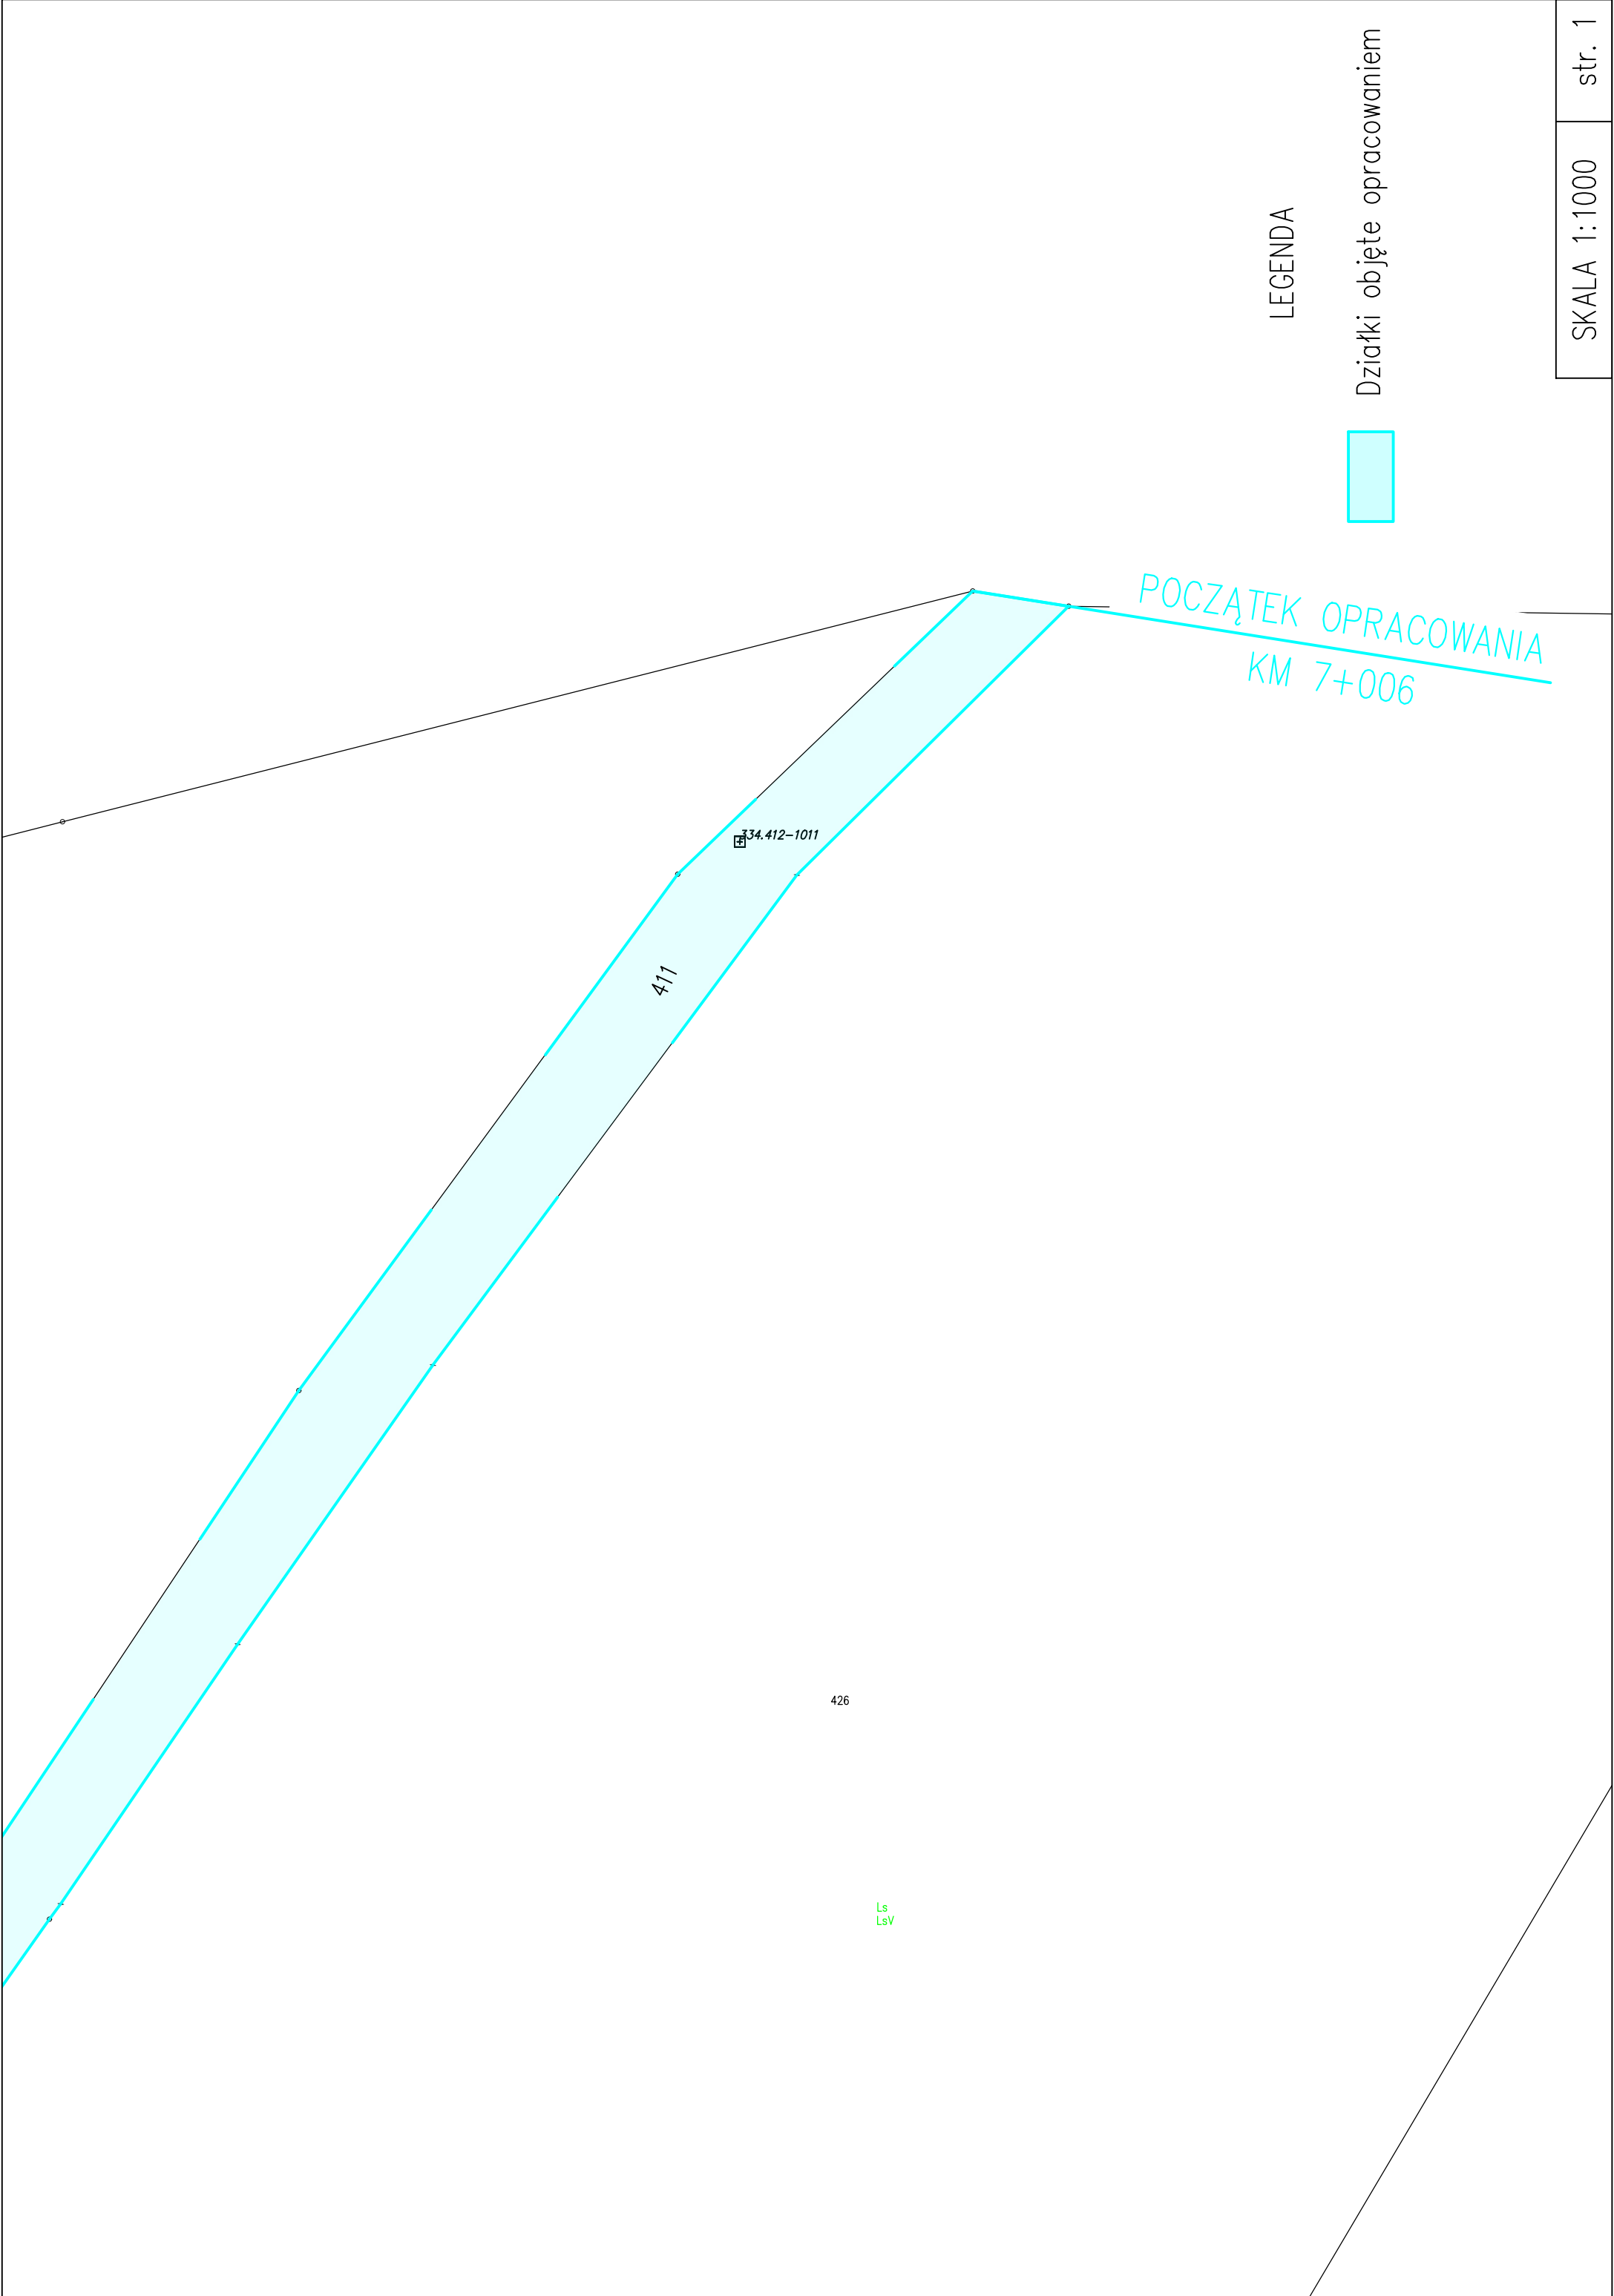 LEGENDA
Działki objęte opracowaniem
SKALA 1:1000
str. 1
POCZĄTEK OPRACOWANIA
KM 7+006
334.412-1011
411
426
Ls
LsV